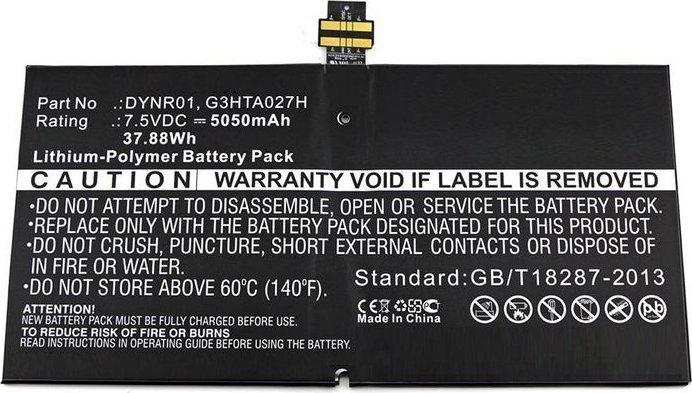 Part No .:DYNR01, G3HTA027H
Rating .:7.5VDC ⎓ 5050mAh
37.88Wh
Lithium-Polymer Battery Pack
CAUTION WARRANTY VOID IF LABEL IS REMOVED
•DO NOT ATTEMPT TO DISASSEMBLE, OPEN OR SERVICE THE BATTERY PACK.
•REPLACE ONLY WITH THE BATTERY PACK DESIGNATED FOR THIS PRODUCT.
•DO NOT CRUSH, PUNCTURE, SHORT EXTERNAL CONTACTS OR DISPOSE OF
IN FIRE OR WATER.
•DO NOT STORE ABOVE 60°C (140°F).
Standard:GB/T18287-2013
ATTENTION!
NEW BATTERY PACK MUST BE FULLY CHARGED BEFORE USE.
TO REDUCE RISK OF FIRE OR BURNS
READ INSTRUCTIONS IN OPERATING GUIDE BEFORE BATTERY USE.
CE
Made In China
Pb